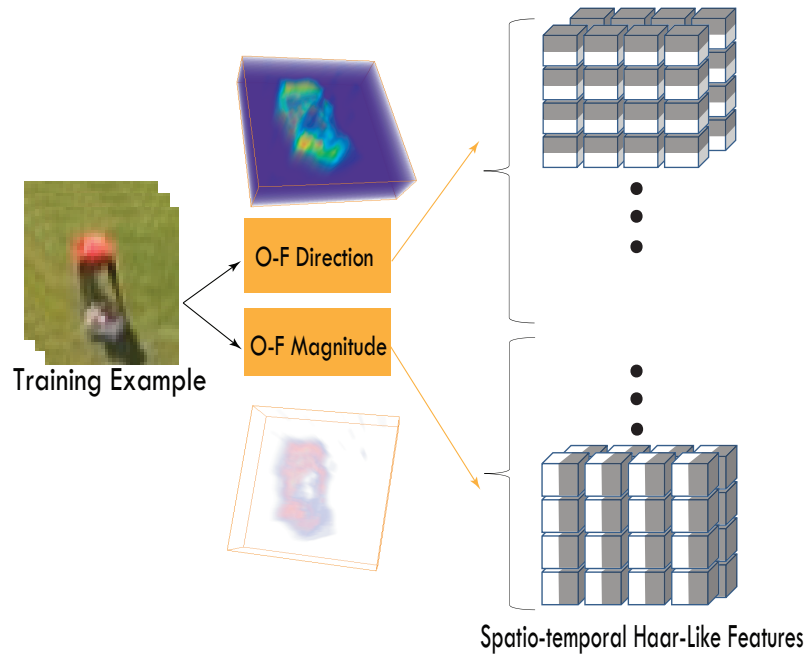 O-F Direction
O-F Magnitude
Training Example
Spatio-temporal Haar-Like Features